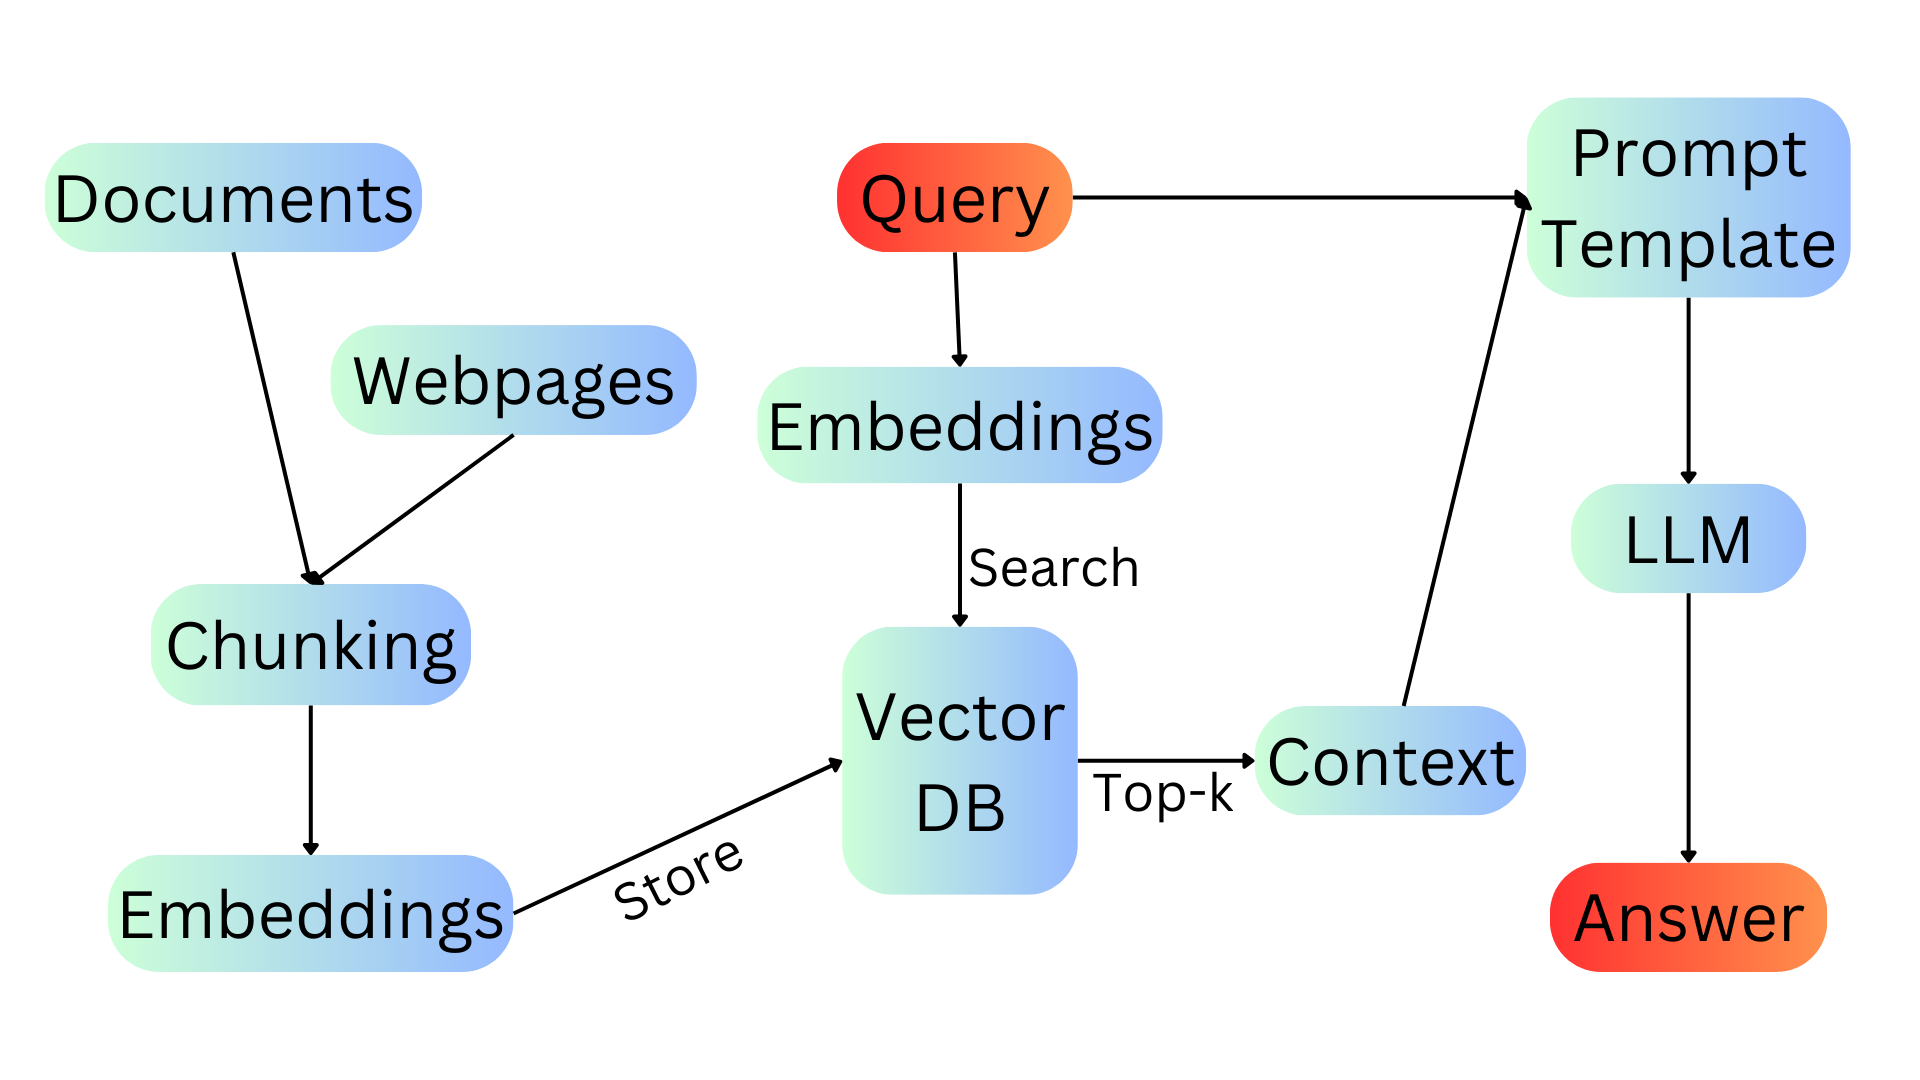 Documents
Webpages
Chunking
Embeddings
Store
Query
Embeddings
Search
Vector
DB
Top-k
Context
Prompt
Template
LLM
Answer